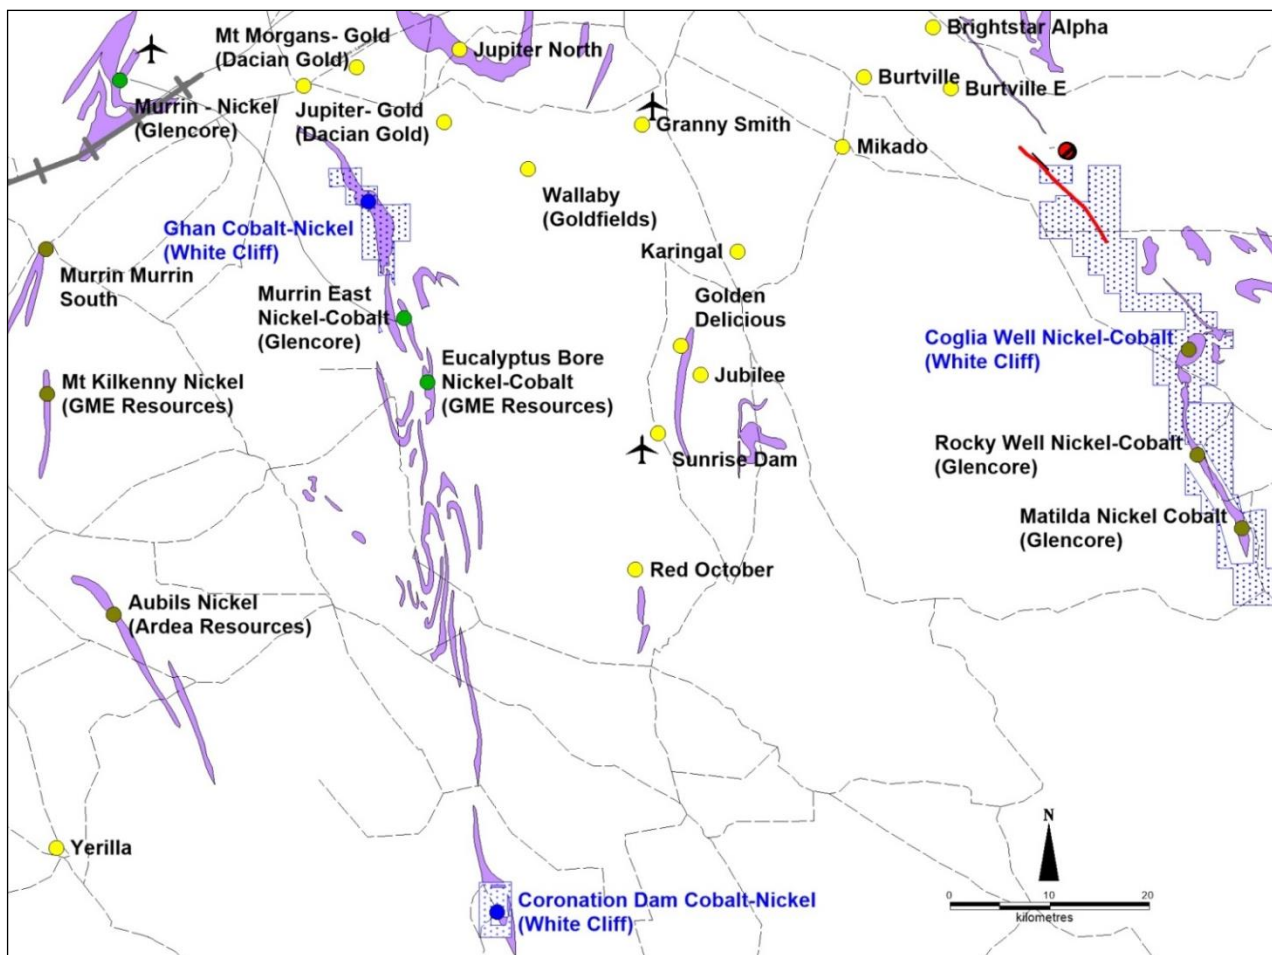 Mt Morgans- Gold
(Dacian Gold)
Jupiter North
Brightstar Alpha
Burtville
Burtville E
Murrin - Nickel
(Glencore)
Jupiter- Gold
(Dacian Gold)
Granny Smith
Mikado
Wallaby
(Goldfields)
Ghan Cobalt-Nickel
(White Cliff)
Karingal
Murrin Murrin
South
Murrin East
Nickel-Cobalt
(Glencore)
Golden
Delicious
Coglia Well Nickel-Cobalt
(White Cliff)
Eucalyptus Bore
Nickel-Cobalt
(GME Resources)
Jubilee
Mt Kilkenny Nickel
(GME Resources)
Sunrise Dam
Rocky Well Nickel-Cobalt
(Glencore)
Matilda Nickel Cobalt
(Glencore)
Red October
Aubils Nickel
(Ardea Resources)
Yerilla
N
Coronation Dam Cobalt-Nickel
(White Cliff)
0 10 20
kilometres